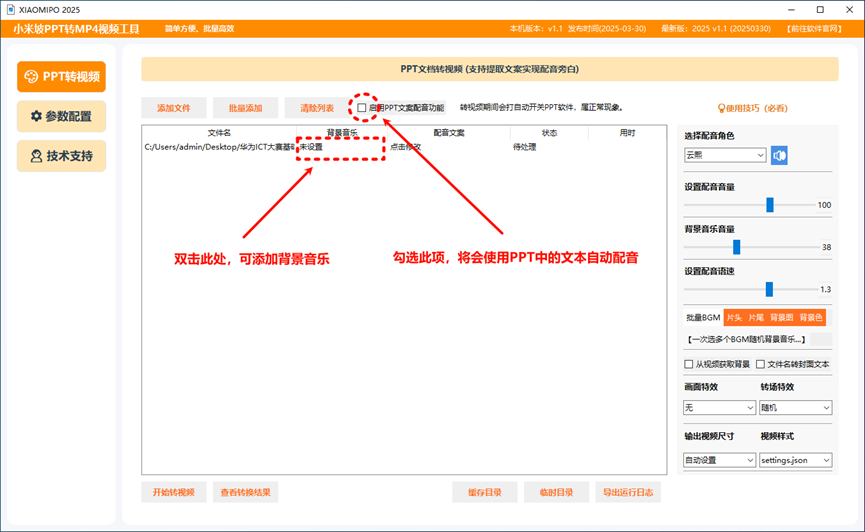 XIAOMIPO 2025
小米坡PPT转MP4视频工具 简单方便、批量高效 本机版本：v1.1 发布时间(2025-03-30) 最新版：2025 v1.1 (20250330) 【前往软件官网】
PPT转视频
参数配置
技术支持
PPT文档转视频 (支持提取文案实现配音旁白)
添加文件 批量添加 清除列表 启用PPT文案配音功能 转视频期间会打自动开关PPT软件，属正常现象。 使用技巧（必看）
文件名 背景音乐 配音文案 状态 用时
C:/Users/admin/Desktop/华为ICT大赛基础 未设置 点击修改 待处理
双击此处，可添加背景音乐
勾选此项，将会使用PPT中的文本自动配音
选择配音角色
云熙
设置配音音量
100
背景音乐音量
38
设置配音语速
1.3
批量BGM 片头 片尾 背景图 背景色
【一次选多个BGM随机背景音乐...】
从视频获取背景 文件名转封面文本
画面特效 转场特效
无 随机
输出视频尺寸 视频样式
自动设置 settings.json
开始转视频 查看转换结果 缓存目录 临时目录 导出运行日志